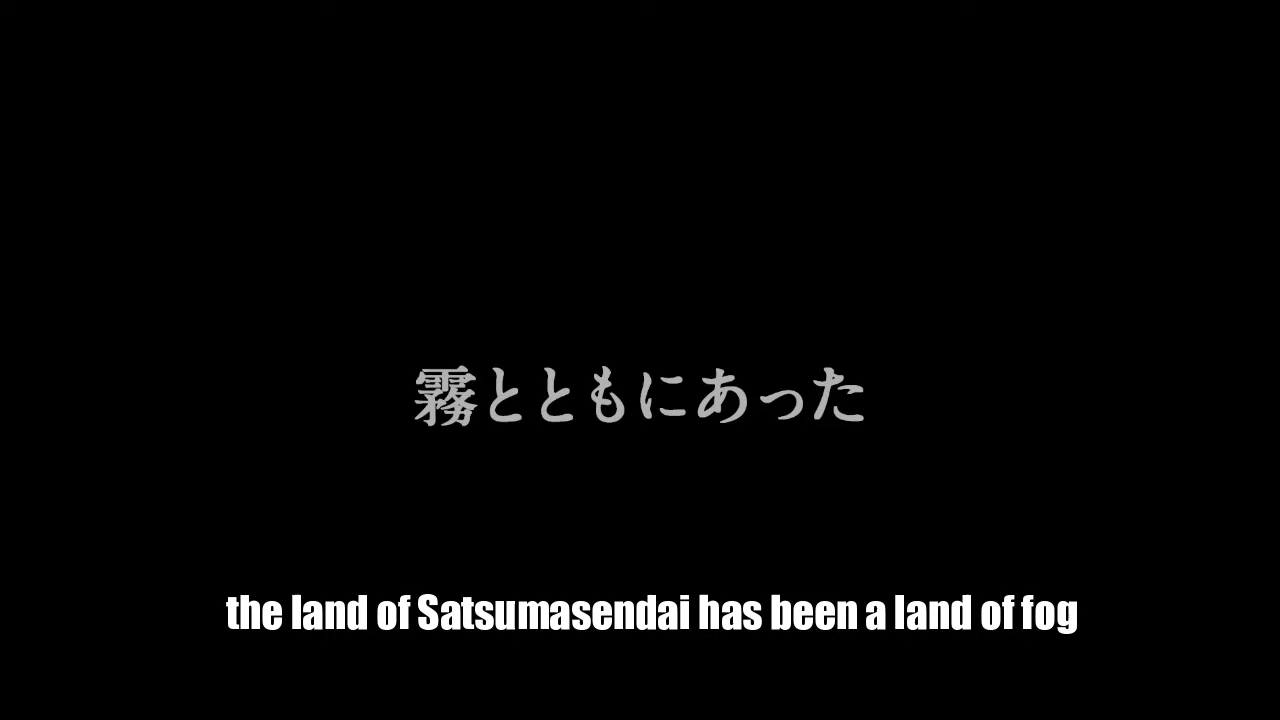 霧とともにあった
the land of Satsumasendai has been a land of fog